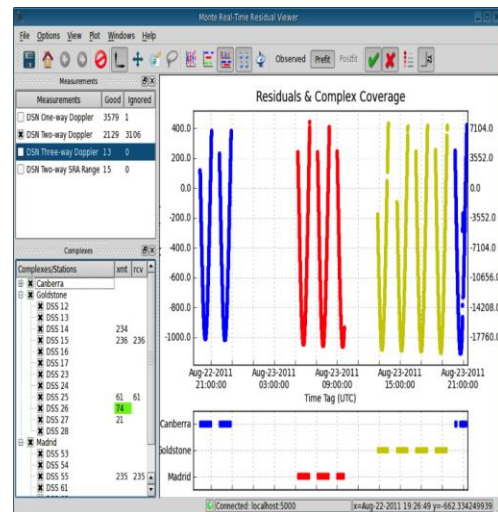 Monte Real-Time Residual Viewer
File Options View Plot Windows Help
Observed Prefit Postfit
Measurements
Measurements Good Ignored
DSN One-way Doppler 3579 1
DSN Two-way Doppler 2129 3106
DSN Three-way Doppler 13 0
DSN Two-way SRA Range 15 0
Complexes
Complexes/Stations xmt rcv
Canberra
Goldstone
DSS 12
DSS 13
DSS 14 234
DSS 15 236 236
DSS 16
DSS 17
DSS 23
DSS 24
DSS 25 61 61
DSS 26 74
DSS 27 21
DSS 28
Madrid
DSS 53
DSS 54
DSS 55 235 235
DSS 61
Residuals & Complex Coverage
400.0 7104.0
200.0 3552.0
0.0 0.0
-200.0 -3552.0
-400.0 -7104.0
-600.0 -10656.0
-800.0 -14208.0
-1000.0 -17760.0
Aug-22-2011 Aug-23-2011 Aug-23-2011 Aug-23-2011 Aug-23-2011
21:00:00 03:00:00 09:00:00 15:00:00 21:00:00
Time Tag (UTC)
Canberra
Goldstone
Madrid
Connected: localhost:5000 x=Aug-22-2011 19:26:49 y=-662.334249939